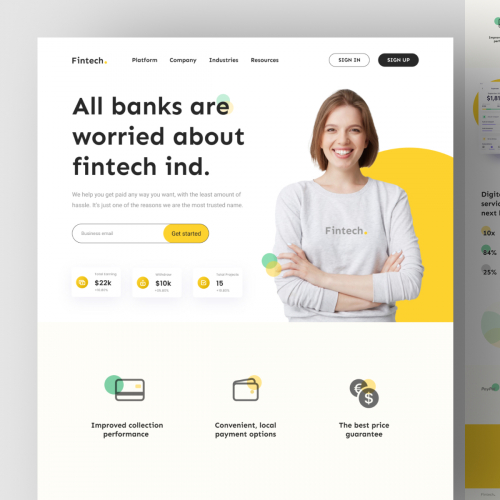 Fintech.
Platform
Company
Industries
Resources
SIGN IN
SIGN UP
All banks are
worried about
fintech ind.
We help you get paid any way you want, with the least amount of
hassle. It's just one of the reasons we are the most trusted name.
Business email
Get started
$22k
$10k
15
Fintech.
Improved collection
performance
Convenient, local
payment options
The best price
guarantee
$1,81
Digita
servic
next l
10x
84%
25%